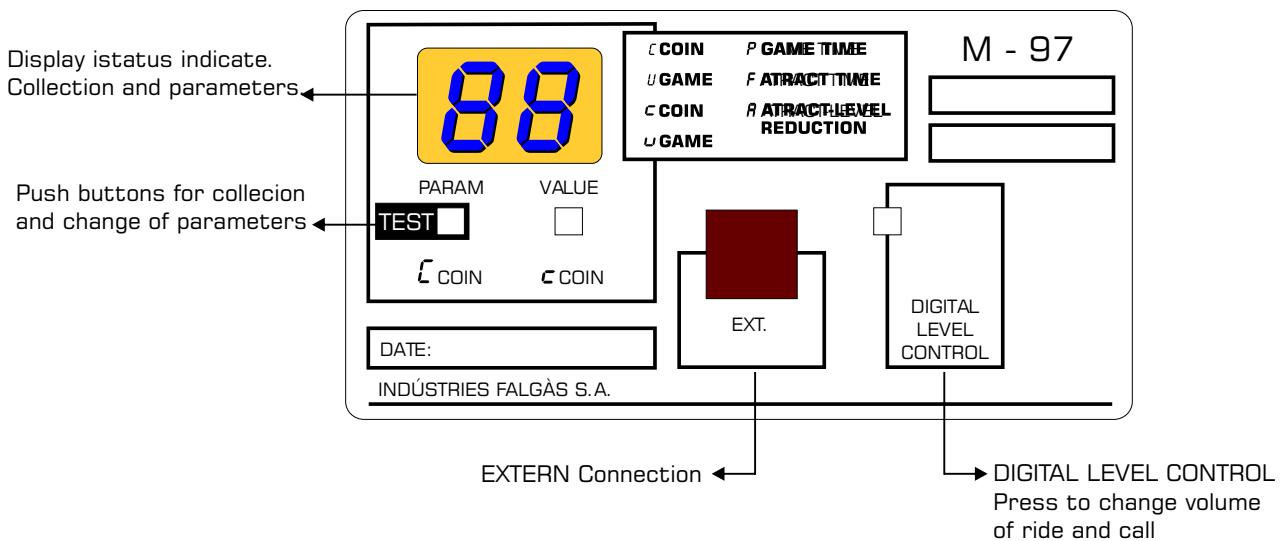 Display istatus indicate.
Collection and parameters
Push buttons for collecion
and change of parameters
88
PARAM VALUE
TEST
C COIN c COIN
C COIN P GAME TIME
U GAME F ATRACT TIME
c COIN A ATRACT-LEVEL
REDUCTION
u GAME
M - 97
EXT.
DIGITAL
LEVEL
CONTROL
DATE:
INDÚSTRIES FALGÀS S.A.
EXTERN Connection
DIGITAL LEVEL CONTROL
Press to change volume
of ride and call